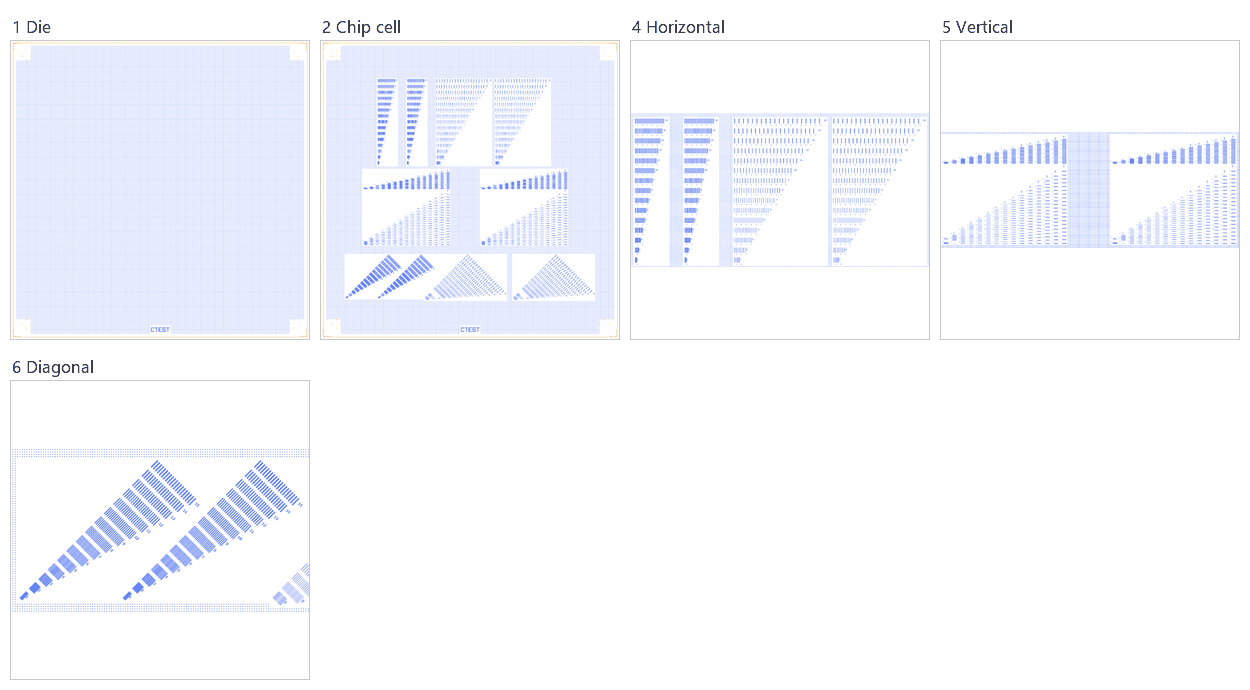 1 Die
2 Chip cell
4 Horizontal
5 Vertical
CTEST
CTEST
6 Diagonal